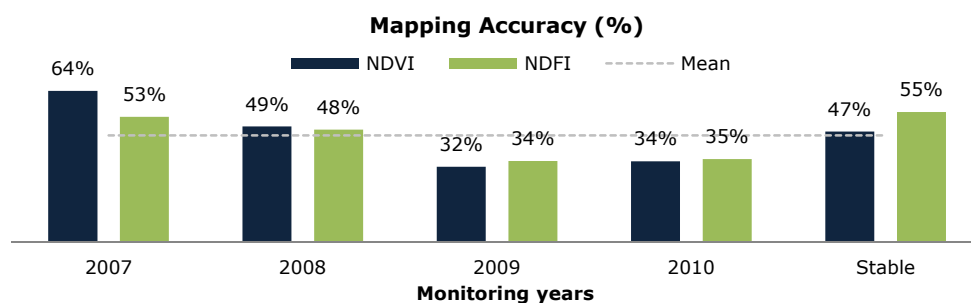 Mapping Accuracy (%)
NDVI NDFI Mean
64% 53% 49% 48% 32% 34% 34% 35% 47% 55%
2007 2008 2009 2010 Stable
Monitoring years